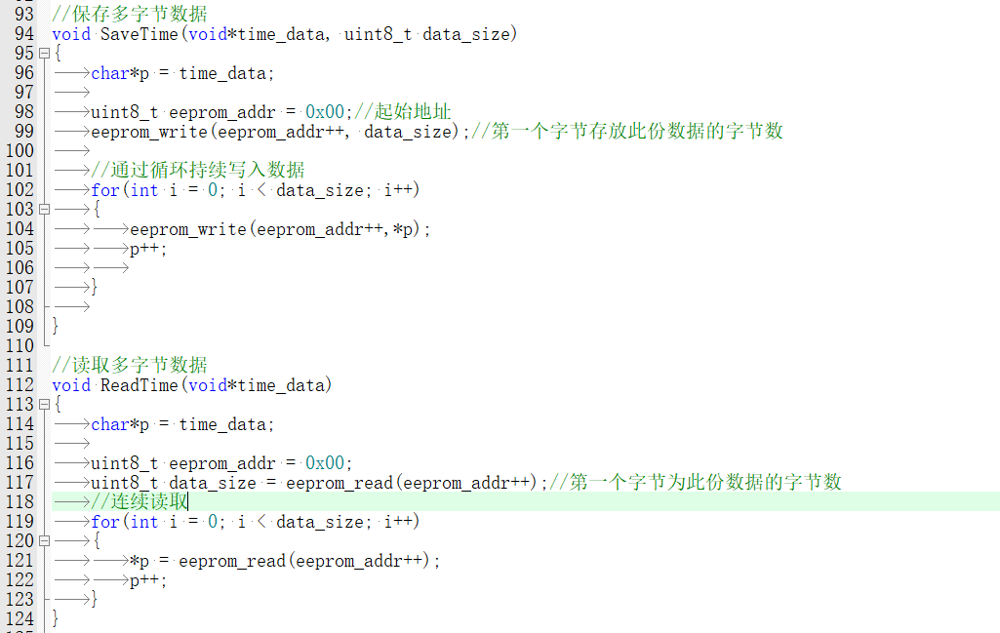 93 //保存多字节数据
94 void SaveTime(void*time_data, uint8_t data_size)
95 {
96 char*p = time_data;
97
98 uint8_t eeprom_addr = 0x00;//起始地址
99 eeprom_write(eeprom_addr++, data_size);//第一个字节存放此份数据的字节数
100
101 //通过循环持续写入数据
102 for(int i = 0; i < data_size; i++)
103 {
104 eeprom_write(eeprom_addr++,*p);
105 p++;
106
107 }
108
109 }
110
111 //读取多字节数据
112 void ReadTime(void*time_data)
113 {
114 char*p = time_data;
115
116 uint8_t eeprom_addr = 0x00;
117 uint8_t data_size = eeprom_read(eeprom_addr++);//第一个字节为此份数据的字节数
118 //连续读取
119 for(int i = 0; i < data_size; i++)
120 {
121 *p = eeprom_read(eeprom_addr++);
122 p++;
123 }
124 }